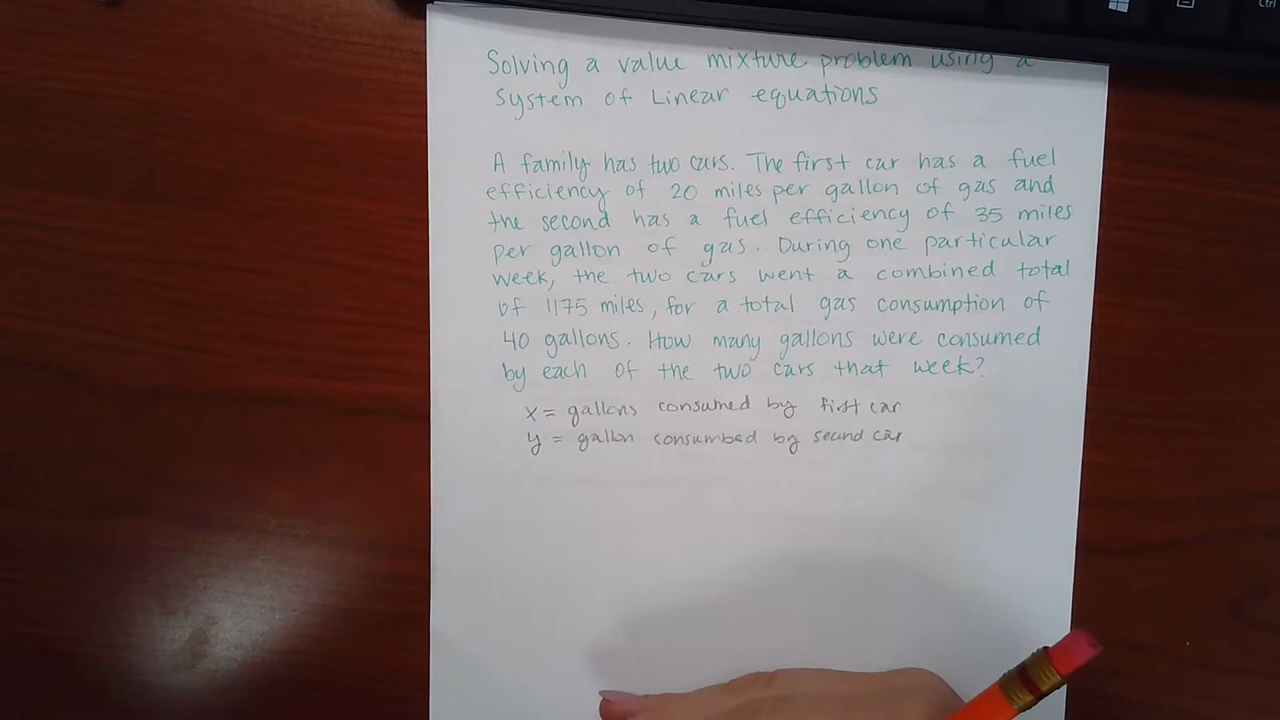 Ctrl
Solving a value mixture problem using a
system of Linear equations
A family has two cars. The first car has a fuel
efficiency of 20 miles per gallon of gas and
the second has a fuel efficiency of 35 miles
per gallon of gas. During one particular
week, the two cars went a combined total
of 1175 miles, for a total gas consumption of
40 gallons. How many gallons were consumed
by each of the two cars that week?
x = gallons consumed by first car
y = gallon consumbed by secund car